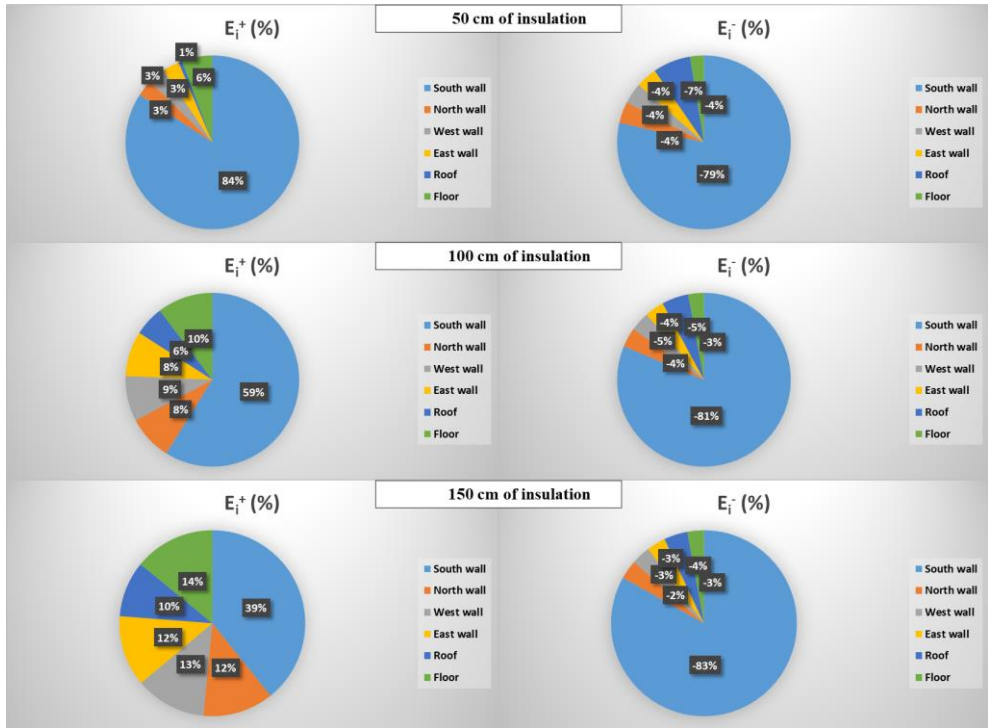 50 cm of insulation
Ei+ (%)
1%
3%
6%
3%
3%
84%
South wall
North wall
West wall
East wall
Roof
Floor
Ei- (%)
-4%
-7%
-4%
-4%
-4%
-79%
South wall
North wall
West wall
East wall
Roof
Floor
100 cm of insulation
Ei+ (%)
10%
6%
8%
9%
8%
59%
South wall
North wall
West wall
East wall
Roof
Floor
Ei- (%)
-4%
-5%
-5%
-3%
-4%
-81%
South wall
North wall
West wall
East wall
Roof
Floor
150 cm of insulation
Ei+ (%)
14%
39%
10%
12%
13%
12%
South wall
North wall
West wall
East wall
Roof
Floor
Ei- (%)
-3%
-4%
-3%
-3%
-2%
-83%
South wall
North wall
West wall
East wall
Roof
Floor